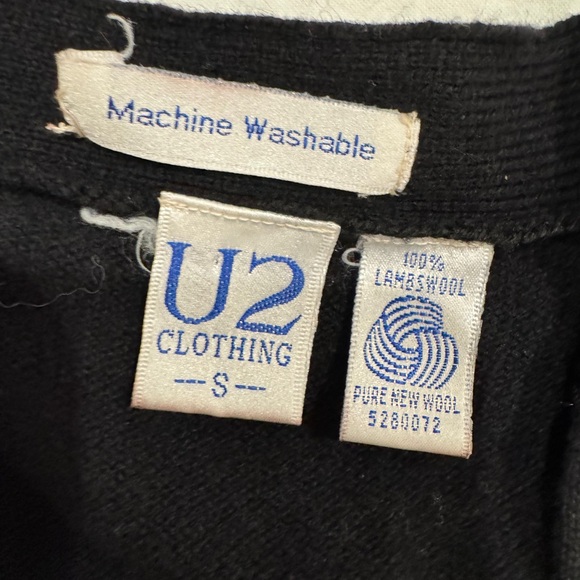 Machine Washable
U2
CLOTHING
--- S ---
100%
LAMBSWOOL
PURE NEW WOOL
5280072